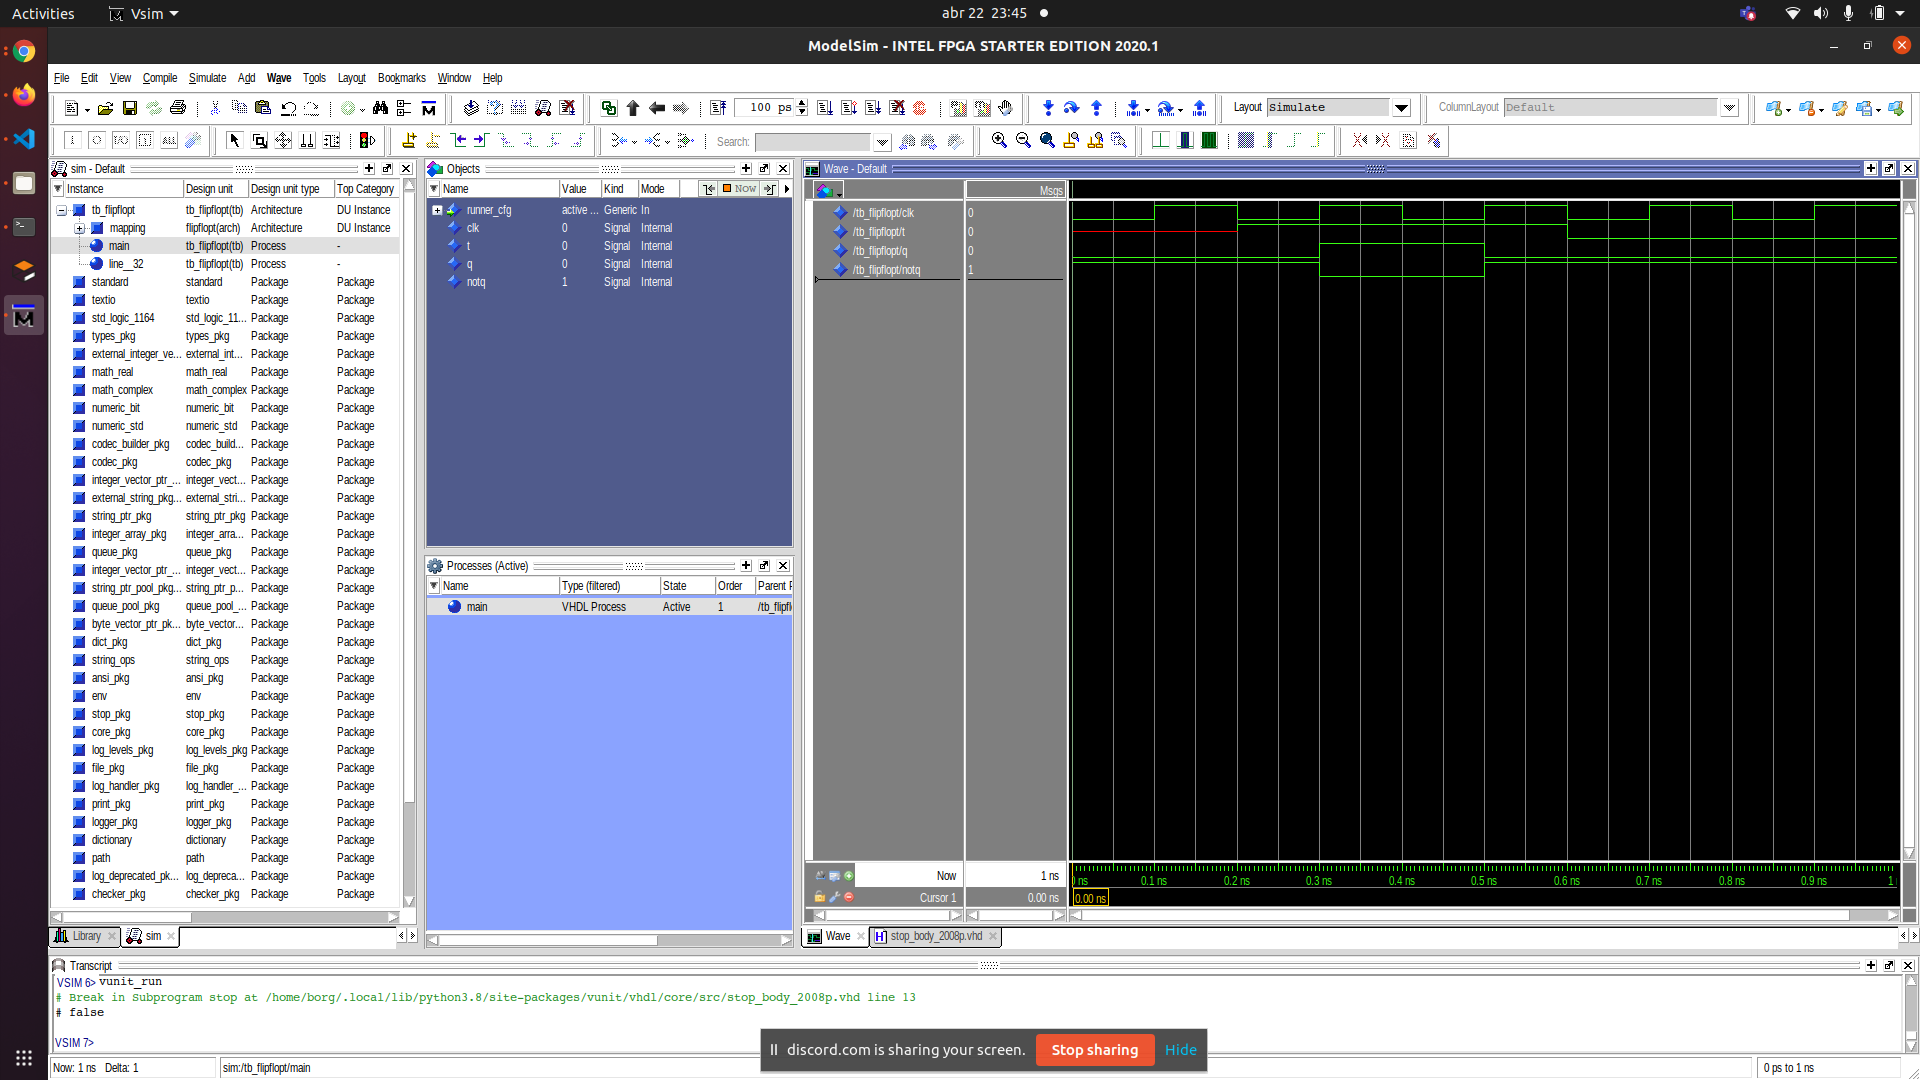 Activities
Vsim
abr 22 23:45
ModelSim - INTEL FPGA STARTER EDITION 2020.1
File Edit View Compile Simulate Add Wave Tools Layout Bookmarks Window Help
100 ps
Layout Simulate
ColumnLayout Default
Search:
sim - Default
Instance Design unit Design unit type Top Category
tb_flipflopt tb_flipflopt(tb) Architecture DU Instance
mapping flipflopt(arch) Architecture DU Instance
main tb_flipflopt(tb) Process -
line__32 tb_flipflopt(tb) Process -
standard standard Package Package
textio textio Package Package
std_logic_1164 std_logic_11... Package Package
types_pkg types_pkg Package Package
external_integer_ve... external_int... Package Package
math_real math_real Package Package
math_complex math_complex Package Package
numeric_bit numeric_bit Package Package
numeric_std numeric_std Package Package
codec_builder_pkg codec_build... Package Package
codec_pkg codec_pkg Package Package
integer_vector_ptr_... integer_vect... Package Package
external_string_pkg... external_stri... Package Package
string_ptr_pkg string_ptr_pkg Package Package
integer_array_pkg integer_arra... Package Package
queue_pkg queue_pkg Package Package
integer_vector_ptr_... integer_vect... Package Package
string_ptr_pool_pkg... string_ptr_p... Package Package
queue_pool_pkg queue_pool_... Package Package
byte_vector_ptr_pk... byte_vector... Package Package
dict_pkg dict_pkg Package Package
string_ops string_ops Package Package
ansi_pkg ansi_pkg Package Package
env env Package Package
stop_pkg stop_pkg Package Package
core_pkg core_pkg Package Package
log_levels_pkg log_levels_pkg Package Package
file_pkg file_pkg Package Package
log_handler_pkg log_handler_... Package Package
print_pkg print_pkg Package Package
logger_pkg logger_pkg Package Package
dictionary dictionary Package Package
path path Package Package
log_deprecated_pk... log_depreca... Package Package
checker_pkg checker_pkg Package Package
Library
sim
Objects
Name Value Kind Mode Now
runner_cfg active ... Generic In
clk 0 Signal Internal
t 0 Signal Internal
q 0 Signal Internal
notq 1 Signal Internal
Processes (Active)
Name Type (filtered) State Order Parent P
main VHDL Process Active 1 /tb_flipfl
Wave - Default
Msgs
/tb_flipflopt/clk 0
/tb_flipflopt/t 0
/tb_flipflopt/q 0
/tb_flipflopt/notq 1
Now 1 ns
Cursor 1 0.00 ns
ns 0.1 ns 0.2 ns 0.3 ns 0.4 ns 0.5 ns 0.6 ns 0.7 ns 0.8 ns 0.9 ns 1
0.00 ns
Wave
stop_body_2008p.vhd
Transcript
VSIM 6> vunit_run
# Break in Subprogram stop at /home/borg/.local/lib/python3.8/site-packages/vunit/vhdl/core/src/stop_body_2008p.vhd line 13
# false
VSIM 7>
discord.com is sharing your screen.
Stop sharing
Hide
Now: 1 ns Delta: 1
sim:/tb_flipflopt/main
0 ps to 1 ns